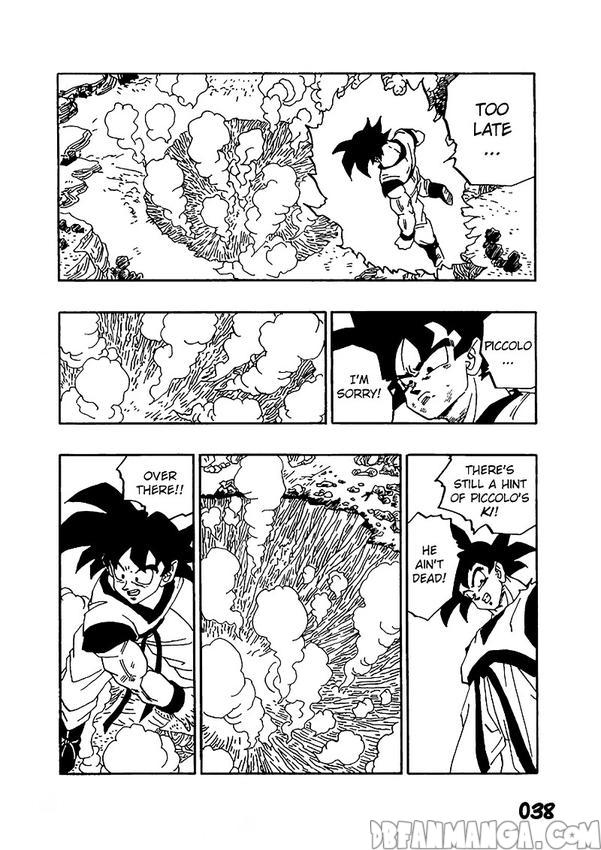 TOO
LATE
...
PICCOLO
...
I'M
SORRY!
THERE'S
STILL A HINT
OF PICCOLO'S
KI!
HE
AIN'T
DEAD!
OVER
THERE!!
038
DBFANMANGA.COM